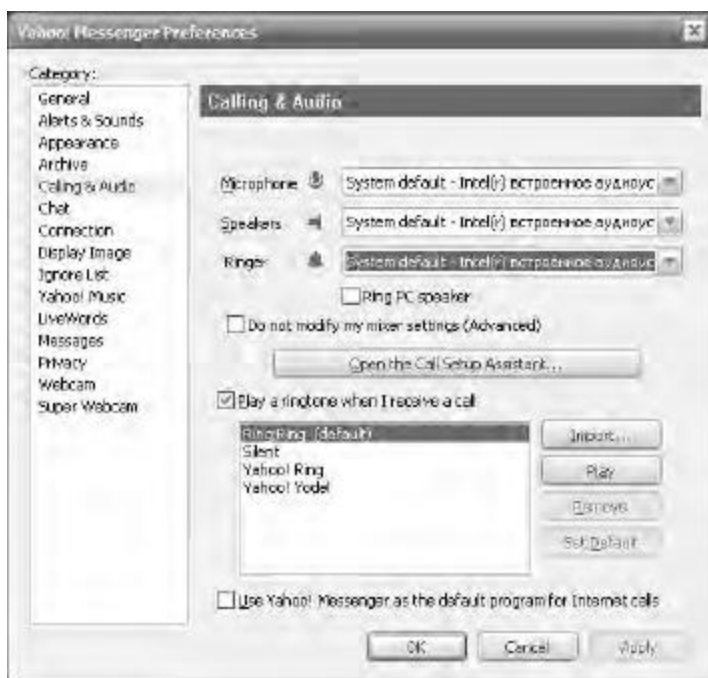 Yahoo! Messenger Preferences
Category:
General
Alerts & Sounds
Appearance
Archive
Calling & Audio
Chat
Connection
Display Image
Ignore List
Yahoo! Music
LiveWords
Messages
Privacy
Webcam
Super Webcam
Calling & Audio
Microphone System default - Intel(r) встроенное аудиоус
Speakers System default - Intel(r) встроенное аудиоус
Ringer System default - Intel(r) встроенное аудиоус
Ring PC speaker
Do not modify my mixer settings (Advanced)
Open the Call Setup Assistant...
Play a ringtone when I receive a call
RingRing (default)
Silent
Yahoo! Ring
Yahoo! Yodel
Import...
Play
Remove
Set Default
Use Yahoo! Messenger as the default program for Internet calls
OK Cancel Apply